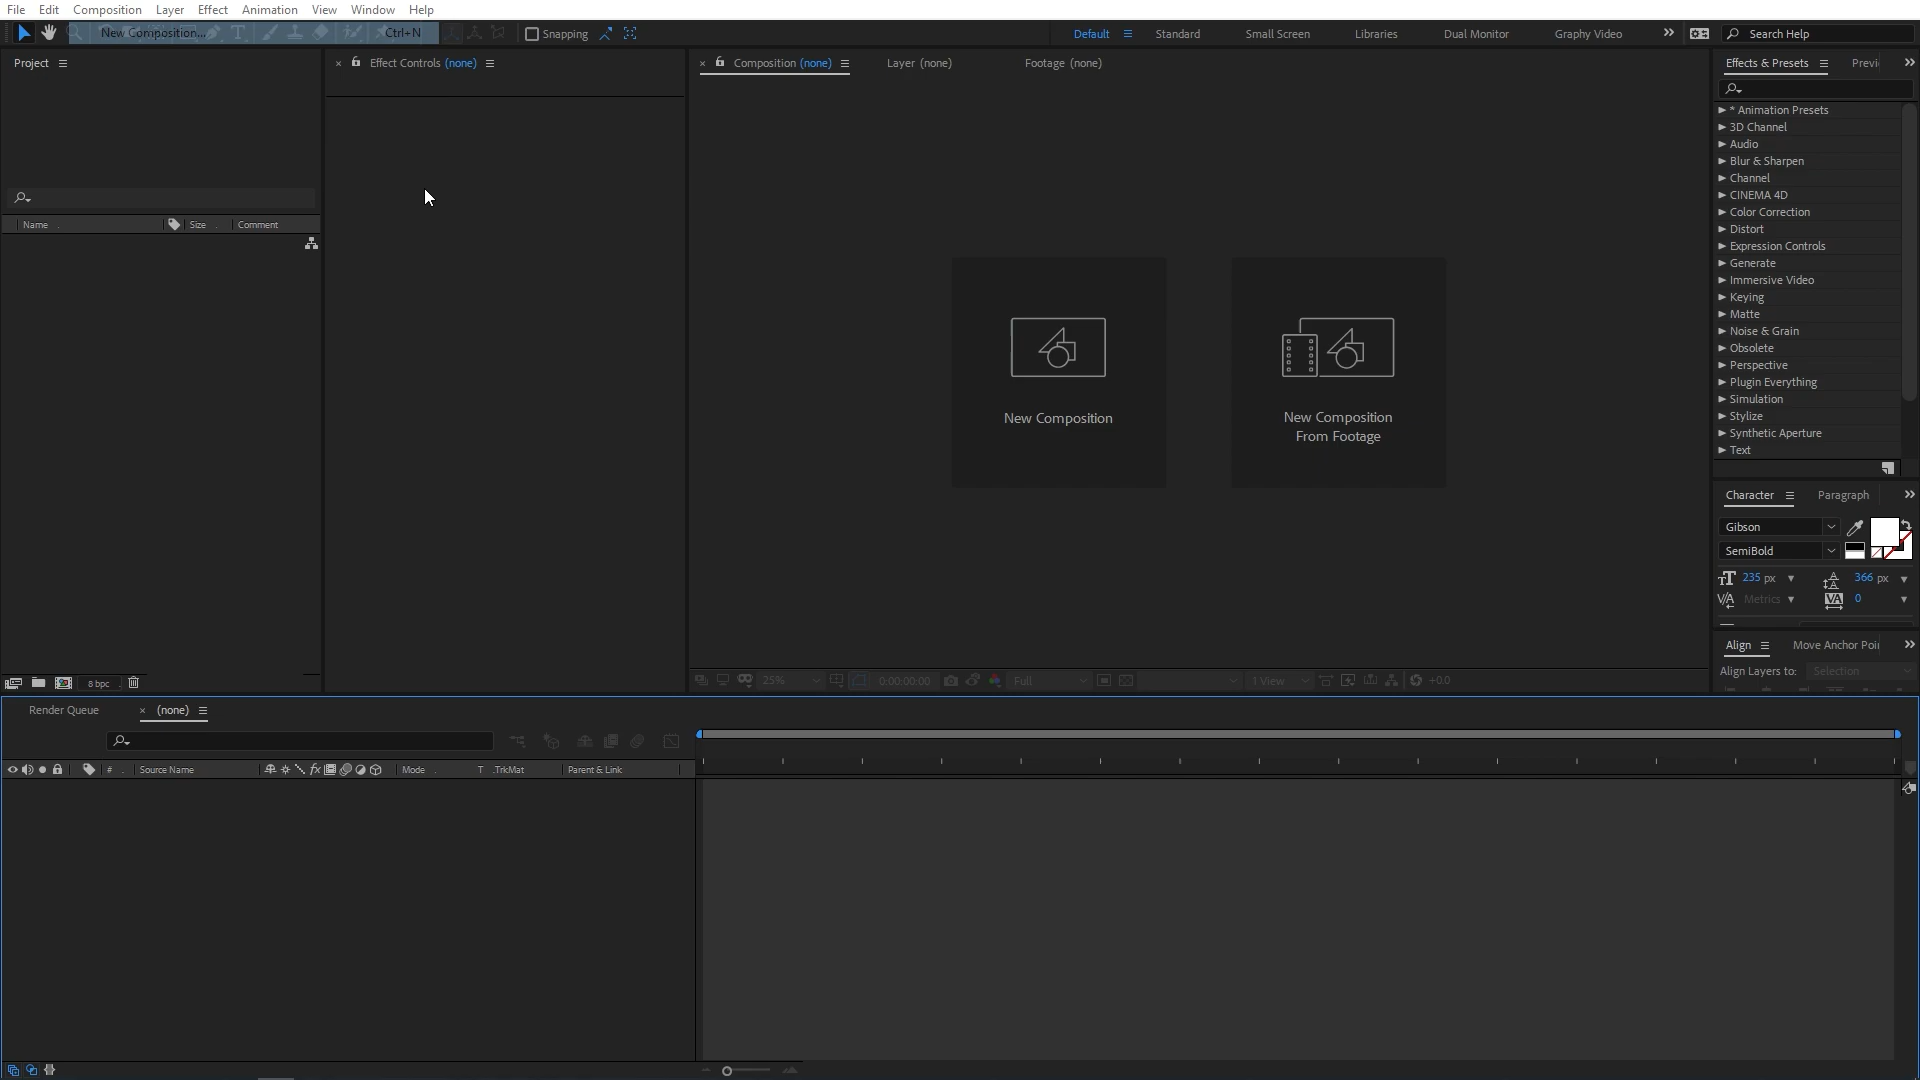 File Edit Composition Layer Effect Animation View Window Help
New Composition... Ctrl+N
Snapping
Default Standard Small Screen Libraries Dual Monitor Graphy Video
Search Help
Project
Effect Controls (none)
Composition (none)
Layer (none)
Footage (none)
Effects & Presets
Previ
Name Size Comment
New Composition
New Composition
From Footage
* Animation Presets
3D Channel
Audio
Blur & Sharpen
Channel
CINEMA 4D
Color Correction
Distort
Expression Controls
Generate
Immersive Video
Keying
Matte
Noise & Grain
Obsolete
Perspective
Plugin Everything
Simulation
Stylize
Synthetic Aperture
Text
Character Paragraph
Gibson
SemiBold
235 px 366 px
Metrics 0
Align Move Anchor Poi
Align Layers to: Selection
8 bpc
25% 0:00:00:00 Full 1 View +0.0
Render Queue (none)
# Source Name Mode T .TrkMat Parent & Link